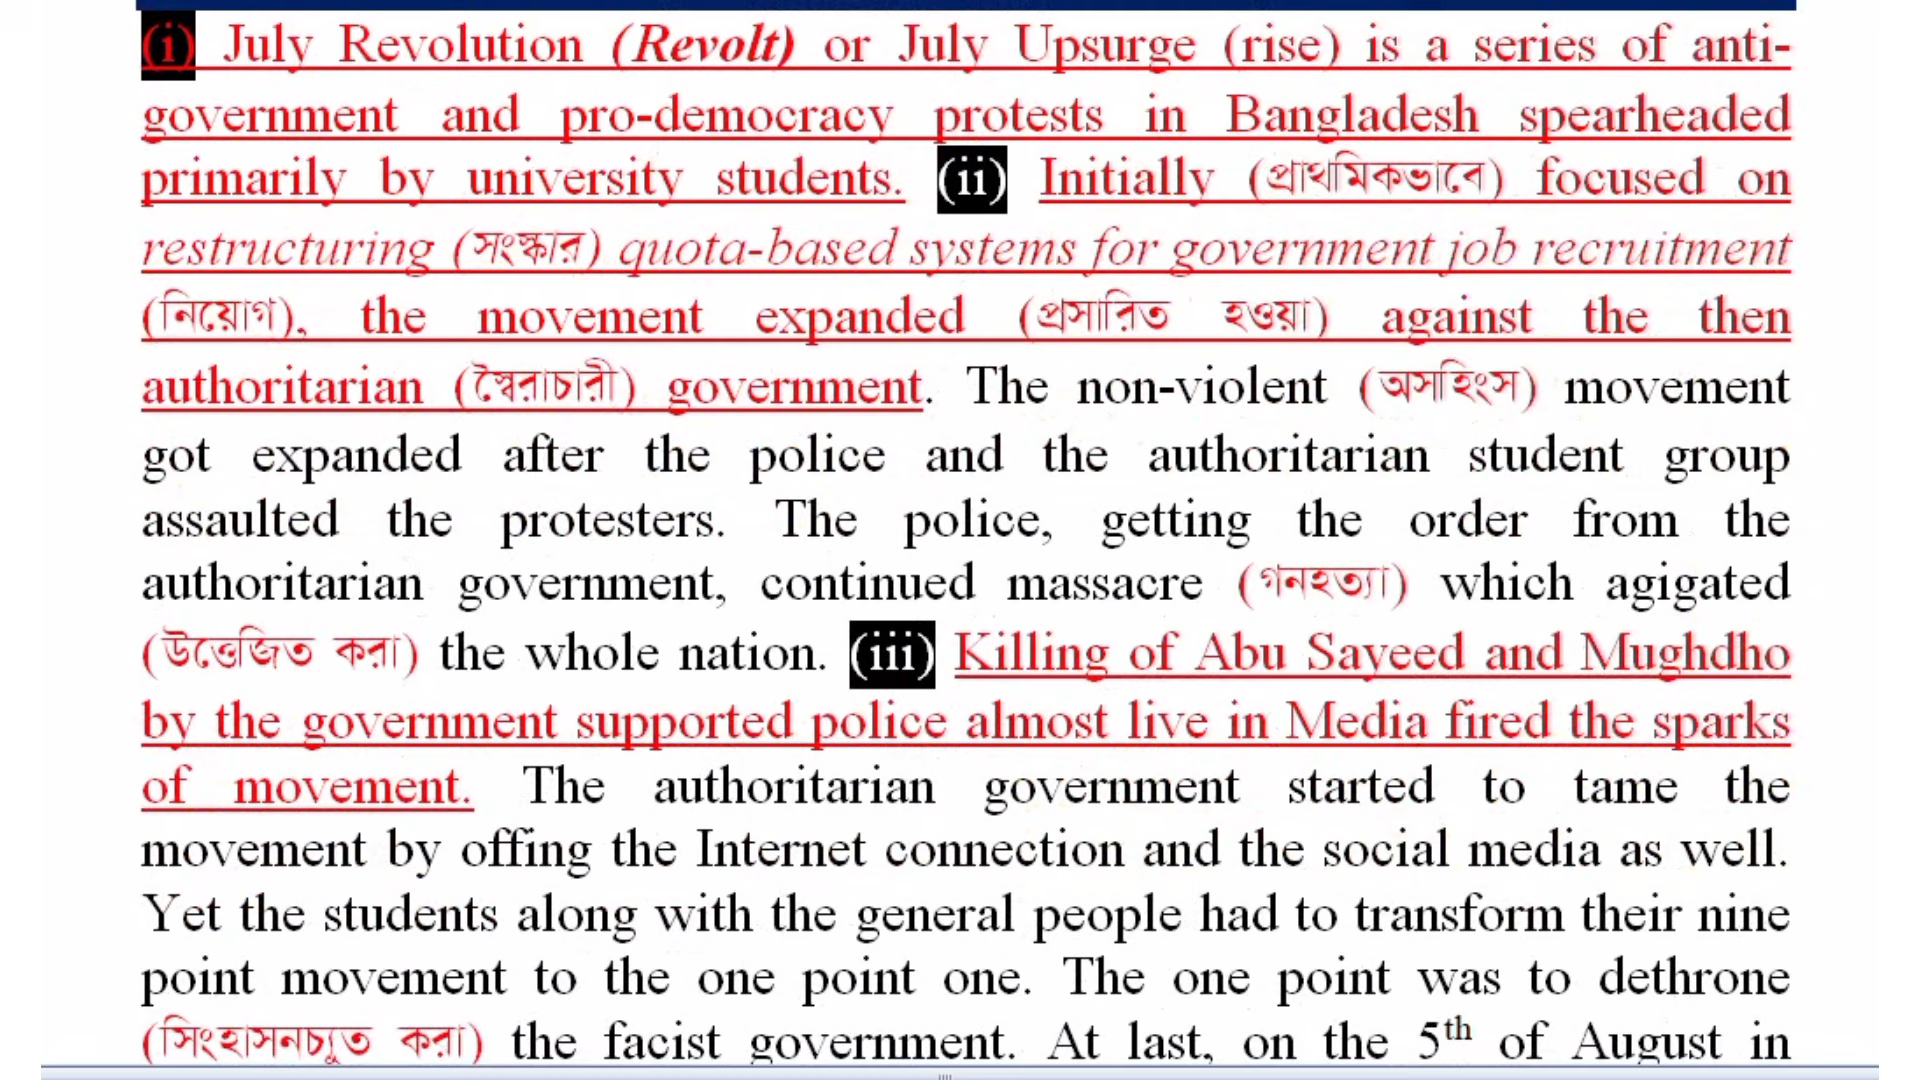 (i) July Revolution (Revolt) or July Upsurge (rise) is a series of anti-
government and pro-democracy protests in Bangladesh spearheaded
primarily by university students. (ii) Initially (প্রাথমিকভাবে) focused on
restructuring (সংস্কার) quota-based systems for government job recruitment
(নিয়োগ), the movement expanded (প্রসারিত হওয়া) against the then
authoritarian (স্বৈরাচারী) government. The non-violent (অসহিংস) movement
got expanded after the police and the authoritarian student group
assaulted the protesters. The police, getting the order from the
authoritarian government, continued massacre (গনহত্যা) which agigated
(উত্তেজিত করা) the whole nation. (iii) Killing of Abu Sayeed and Mughdho
by the government supported police almost live in Media fired the sparks
of movement. The authoritarian government started to tame the
movement by offing the Internet connection and the social media as well.
Yet the students along with the general people had to transform their nine
point movement to the one point one. The one point was to dethrone
(সিংহাসনচ্যূত করা) the facist government. At last, on the 5th of August in